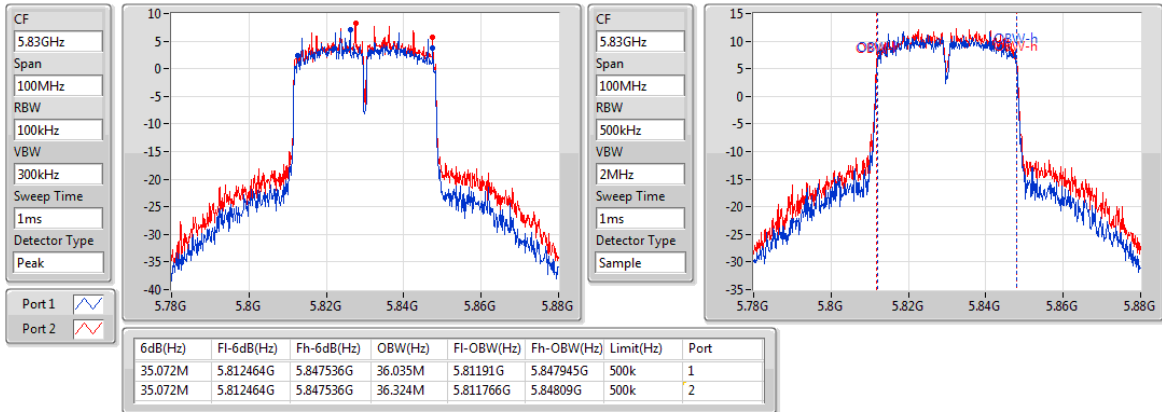 CF
5.83GHz
Span
100MHz
RBW
100kHz
VBW
300kHz
Sweep Time
1ms
Detector Type
Peak
Port 1
Port 2
10
5
0
-5
-10
-15
-20
-25
-30
-35
-40
5.78G 5.8G 5.82G 5.84G 5.86G 5.88G
CF
5.83GHz
Span
100MHz
RBW
500kHz
VBW
2MHz
Sweep Time
1ms
Detector Type
Sample
15
10
5
0
-5
-10
-15
-20
-25
-30
-35
5.78G 5.8G 5.82G 5.84G 5.86G 5.88G
OBW-h
OBW-h
6dB(Hz) Fl-6dB(Hz) Fh-6dB(Hz) OBW(Hz) Fl-OBW(Hz) Fh-OBW(Hz) Limit(Hz) Port
35.072M 5.812464G 5.847536G 36.035M 5.81191G 5.847945G 500k 1
35.072M 5.812464G 5.847536G 36.324M 5.811766G 5.84809G 500k 2